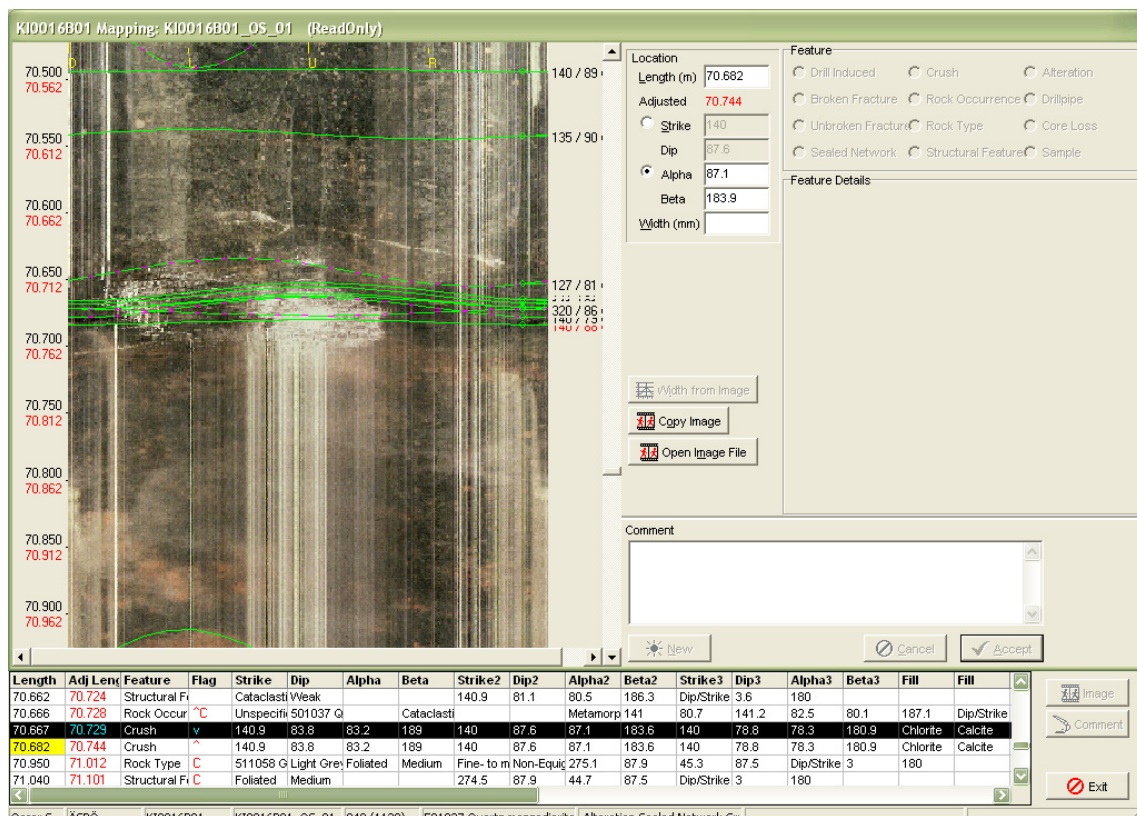 KI0016B01 Mapping: KI0016B01_OS_01 (ReadOnly)
L U R
70.500
70.562
140 / 89
70.550
70.612
135 / 90
70.600
70.662
70.650
70.712
127 / 81
320 / 86
70.700
70.762
70.750
70.812
70.800
70.862
70.850
70.912
70.900
70.962
Location
Length (m) 70.682
Adjusted 70.744
Strike 140
Dip 87.6
Alpha 87.1
Beta 183.9
Width (mm)
Width from Image
Copy Image
Open Image File
Feature
Drill Induced Crush Alteration
Broken Fracture Rock Occurrence Drillpipe
Unbroken Fractur Rock Type Core Loss
Sealed Network Structural Feature Sample
Feature Details
Comment
New Cancel Accept
Length Adj Leng Feature Flag Strike Dip Alpha Beta Strike2 Dip2 Alpha2 Beta2 Strike3 Dip3 Alpha3 Beta3 Fill Fill
70.662 70.724 Structural F Cataclasti Weak 140.9 81.1 80.5 186.3 Dip/Strike 3.6 180
70.666 70.728 Rock Occur ^C Unspecifi 501037 Q Cataclasti Metamorp 141 80.7 141.2 82.5 80.1 187.1 Dip/Strike
70.667 70.729 Crush v 140.9 83.8 83.2 189 140 87.6 87.1 183.6 140 78.8 78.3 180.9 Chlorite Calcite
70.682 70.744 Crush ^ 140.9 83.8 83.2 189 140 87.6 87.1 183.6 140 78.8 78.3 180.9 Chlorite Calcite
70.950 71.012 Rock Type C 511058 G Light Grey Foliated Medium Fine- to m Non-Equig 275.1 87.9 45.3 87.5 Dip/Strike 3 180
71.040 71.101 Structural F C Foliated Medium 274.5 87.9 44.7 87.5 Dip/Strike 3 180
Image
Comment
Exit